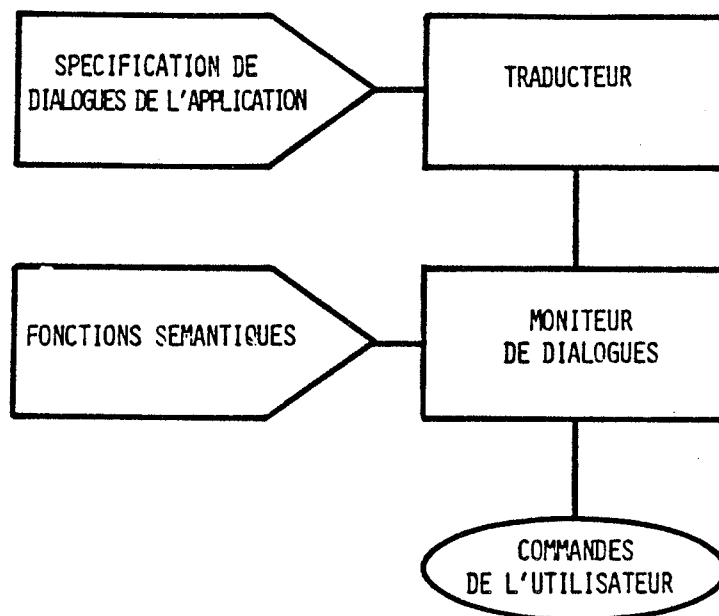 SPECIFICATION DE
DIALOGUES DE L'APPLICATION
TRADUCTEUR
FONCTIONS SEMANTIQUES
MONITEUR
DE DIALOGUES
COMMANDES
DE L'UTILISATEUR